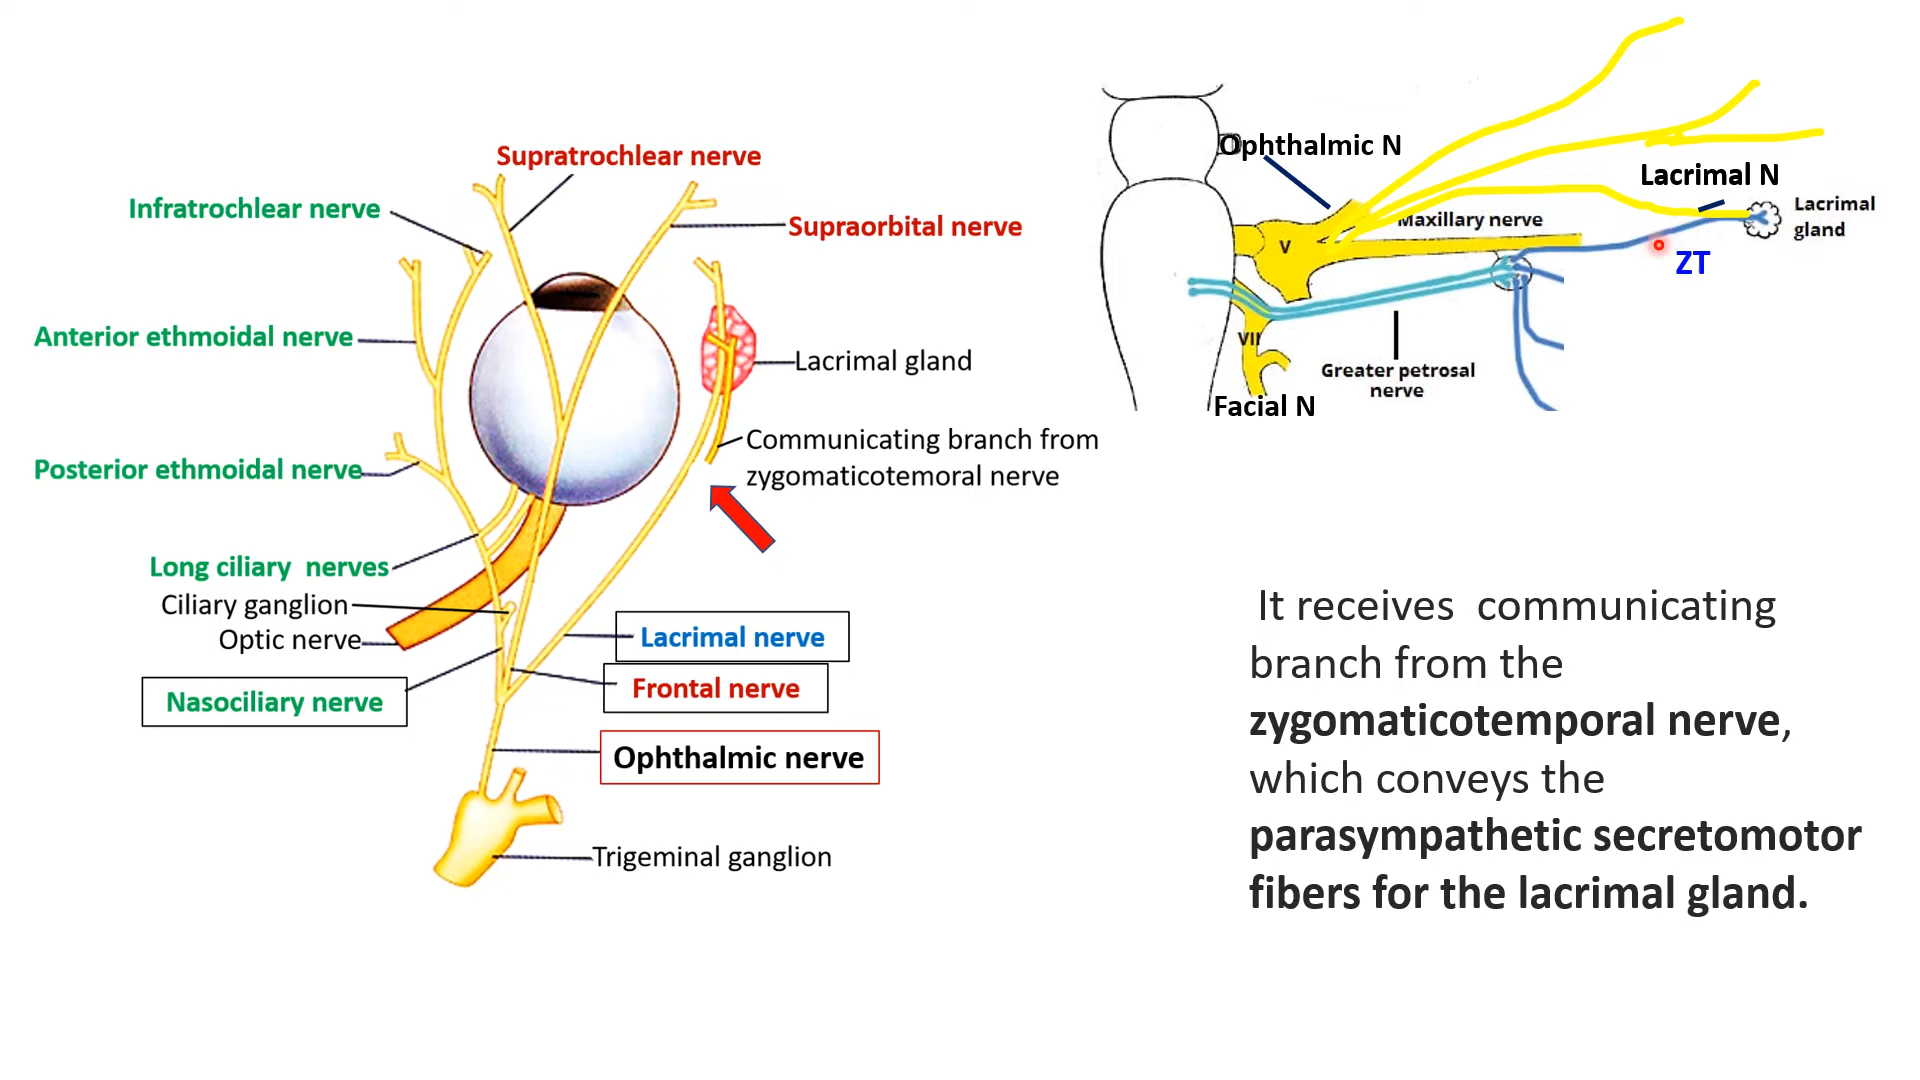 Supratrochlear nerve
Infratrochlear nerve
Supraorbital nerve
Anterior ethmoidal nerve
Lacrimal gland
Communicating branch from
zygomaticotemoral nerve
Posterior ethmoidal nerve
Long ciliary  nerves
Ciliary ganglion
Optic nerve
Lacrimal nerve
Frontal nerve
Nasociliary nerve
Ophthalmic nerve
Trigeminal ganglion
Ophthalmic N
Lacrimal N
Lacrimal
gland
Maxillary nerve
V
ZT
VII
Greater petrosal
nerve
Facial N
It receives  communicating
branch from the
zygomaticotemporal nerve,
which conveys the
parasympathetic secretomotor
fibers for the lacrimal gland.